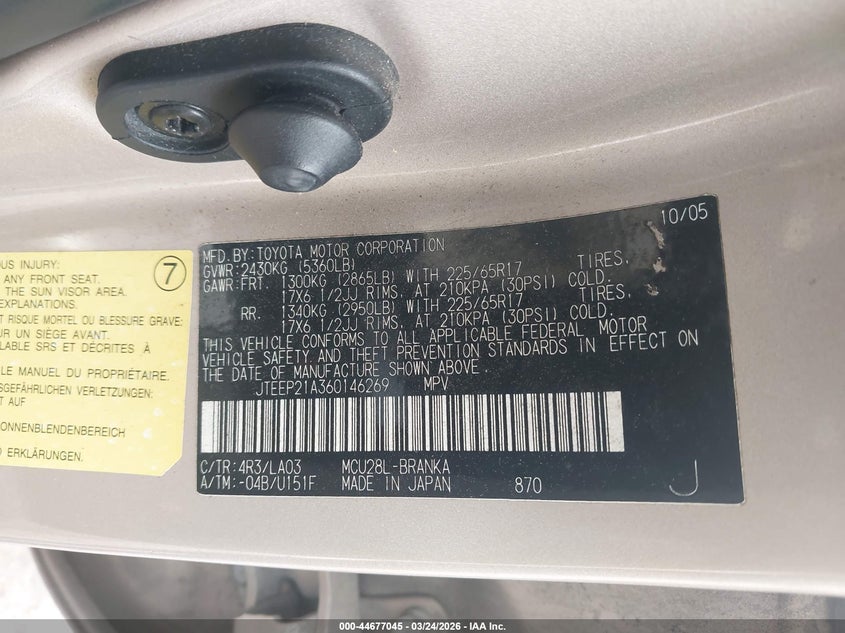 OUS INJURY:
ANY FRONT SEAT.
THE SUN VISOR AREA.
EXPLANATIONS.
T RISQUE MORTEL OU BLESSURE GRAVE:
UR UN SIÈGE AVANT.
LABLE SRS ET DÉCRITES À
LE MANUEL DU PROPRIÉTAIRE.
SGEFÄHRLICHEN VERLETZUNGEN:
T AUF
ONNENBLENDENBEREICH
D ERKLÄRUNGEN.
7
10/05
MFD.BY:TOYOTA MOTOR CORPORATION
GVWR:2430KG (5360LB)
GAWR:FRT. 1300KG (2865LB) WITH 225/65R17 TIRES,
17X6 1/2JJ RIMS, AT 210KPA (30PSI) COLD.
RR. 1340KG (2950LB) WITH 225/65R17 TIRES,
17X6 1/2JJ RIMS, AT 210KPA (30PSI) COLD.
THIS VEHICLE CONFORMS TO ALL APPLICABLE FEDERAL MOTOR
VEHICLE SAFETY AND THEFT PREVENTION STANDARDS IN EFFECT ON
THE DATE OF MANUFACTURE SHOWN ABOVE.
JTEEP21A360146269 MPV
C/TR:4R3/LA03 MCU28L-BRANKA
A/TM:-04B/U151F MADE IN JAPAN 870 J
000-44677045 - 03/24/2026 - © IAA Inc.